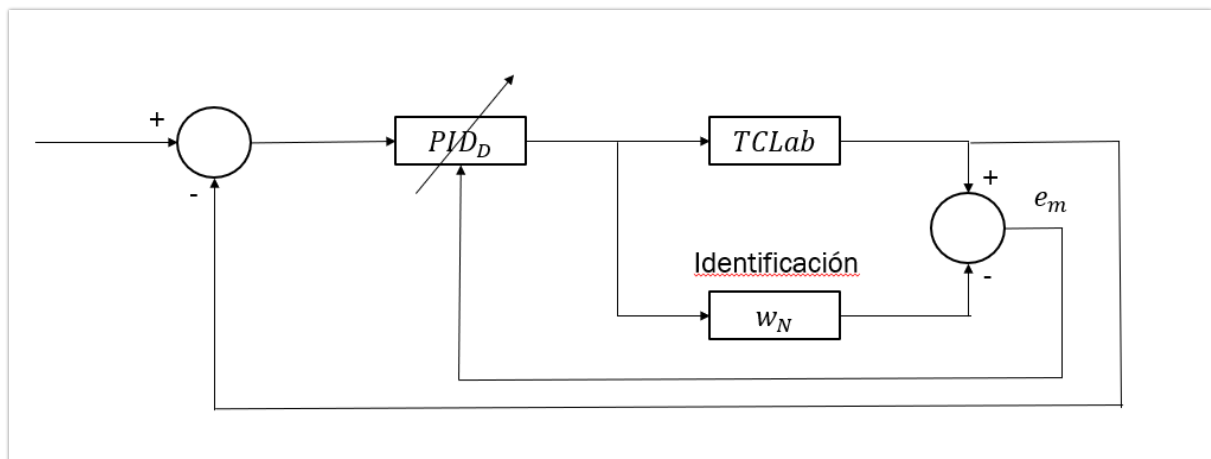 +
-
PID_D
TCLab
+
e_m
-
Identificación
w_N